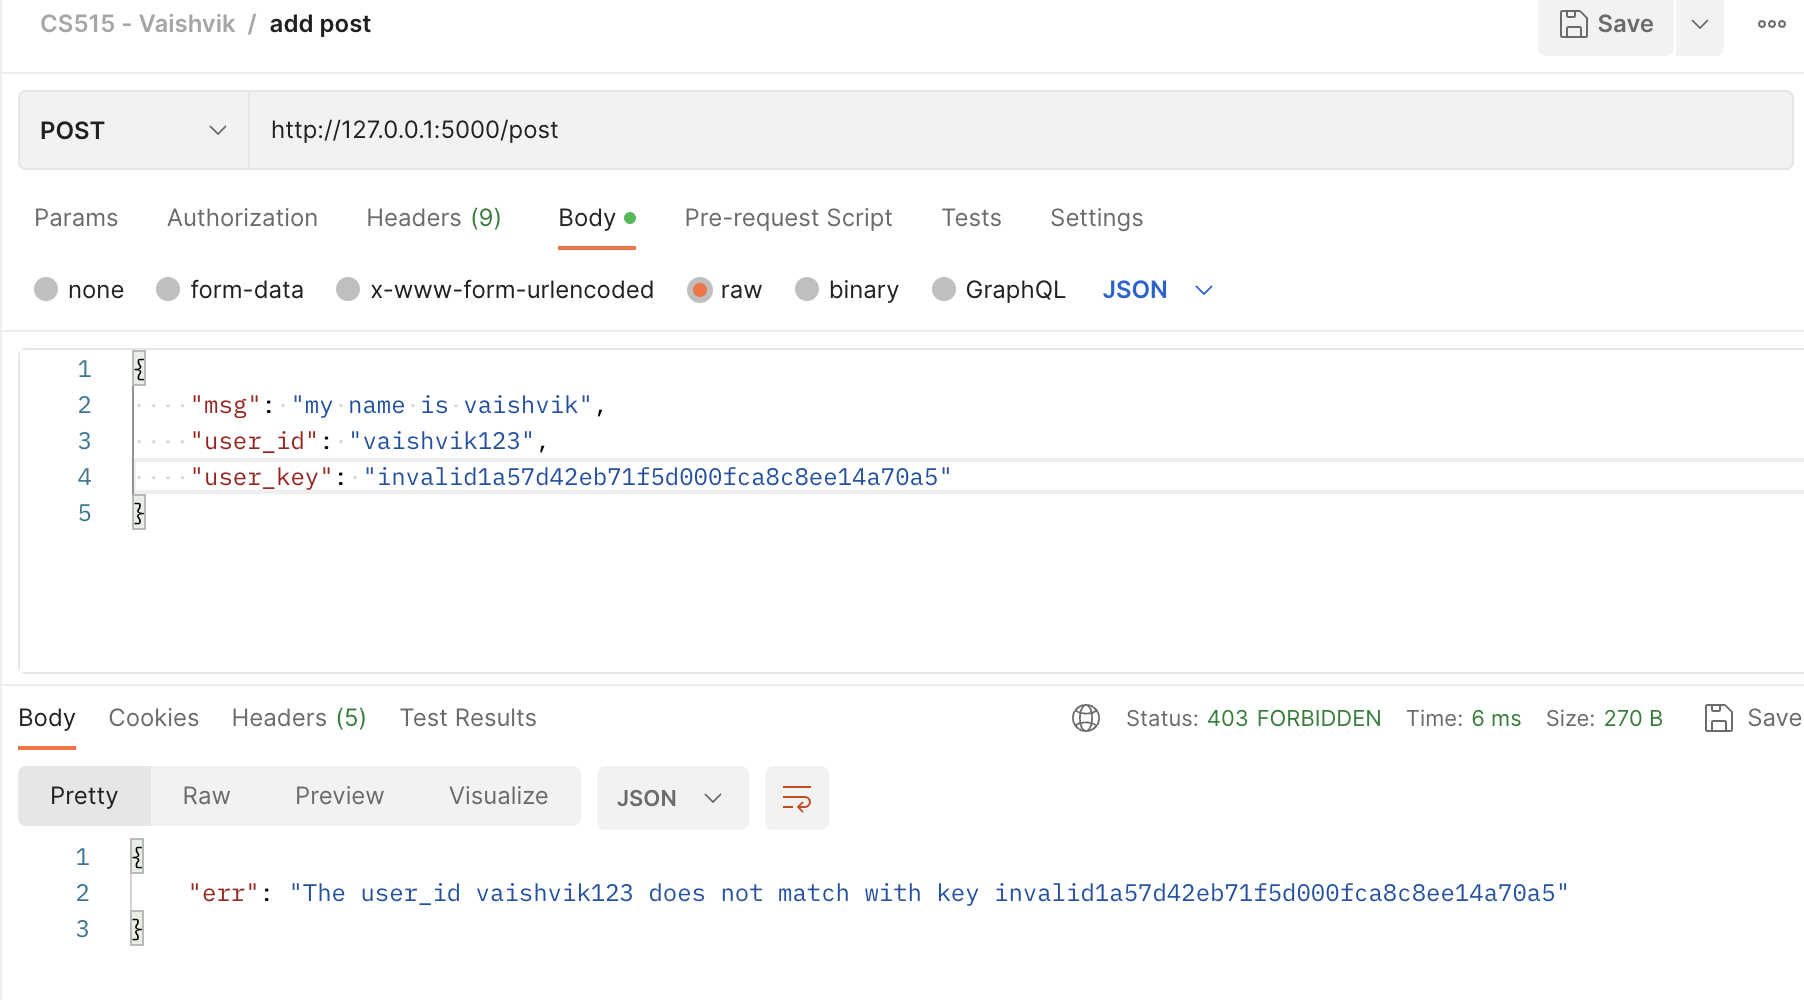 CS515 - Vaishvik / add post
Save
POST
http://127.0.0.1:5000/post
Params Authorization Headers (9) Body Pre-request Script Tests Settings
none form-data x-www-form-urlencoded raw binary GraphQL JSON
1 {
2 "msg": "my name is vaishvik",
3 "user_id": "vaishvik123",
4 "user_key": "invalid1a57d42eb71f5d000fca8c8ee14a70a5"
5 }
Body Cookies Headers (5) Test Results Status: 403 FORBIDDEN Time: 6 ms Size: 270 B Save
Pretty Raw Preview Visualize JSON
1 {
2 "err": "The user_id vaishvik123 does not match with key invalid1a57d42eb71f5d000fca8c8ee14a70a5"
3 }